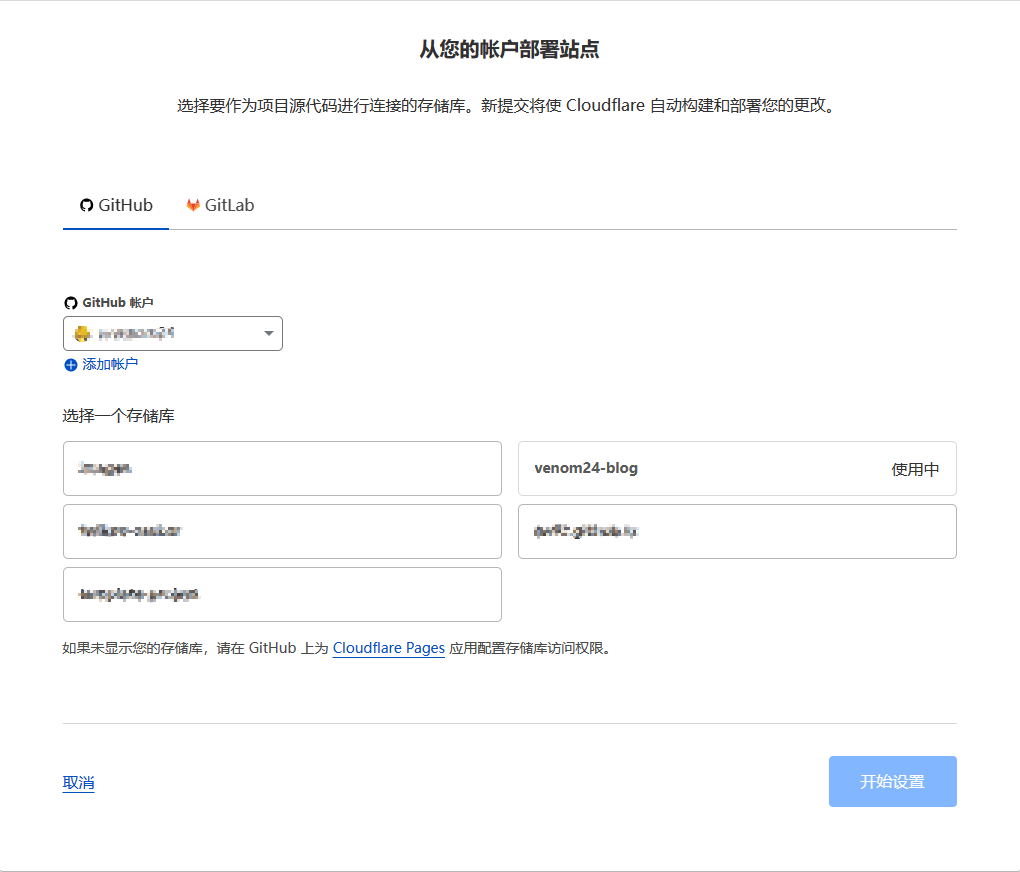 从您的帐户部署站点
选择要作为项目源代码进行连接的存储库。新提交将使 Cloudflare 自动构建和部署您的更改。
GitHub GitLab
GitHub 帐户
添加帐户
选择一个存储库
venom24-blog 使用中
如果未显示您的存储库，请在 GitHub 上为 Cloudflare Pages 应用配置存储库访问权限。
取消 开始设置